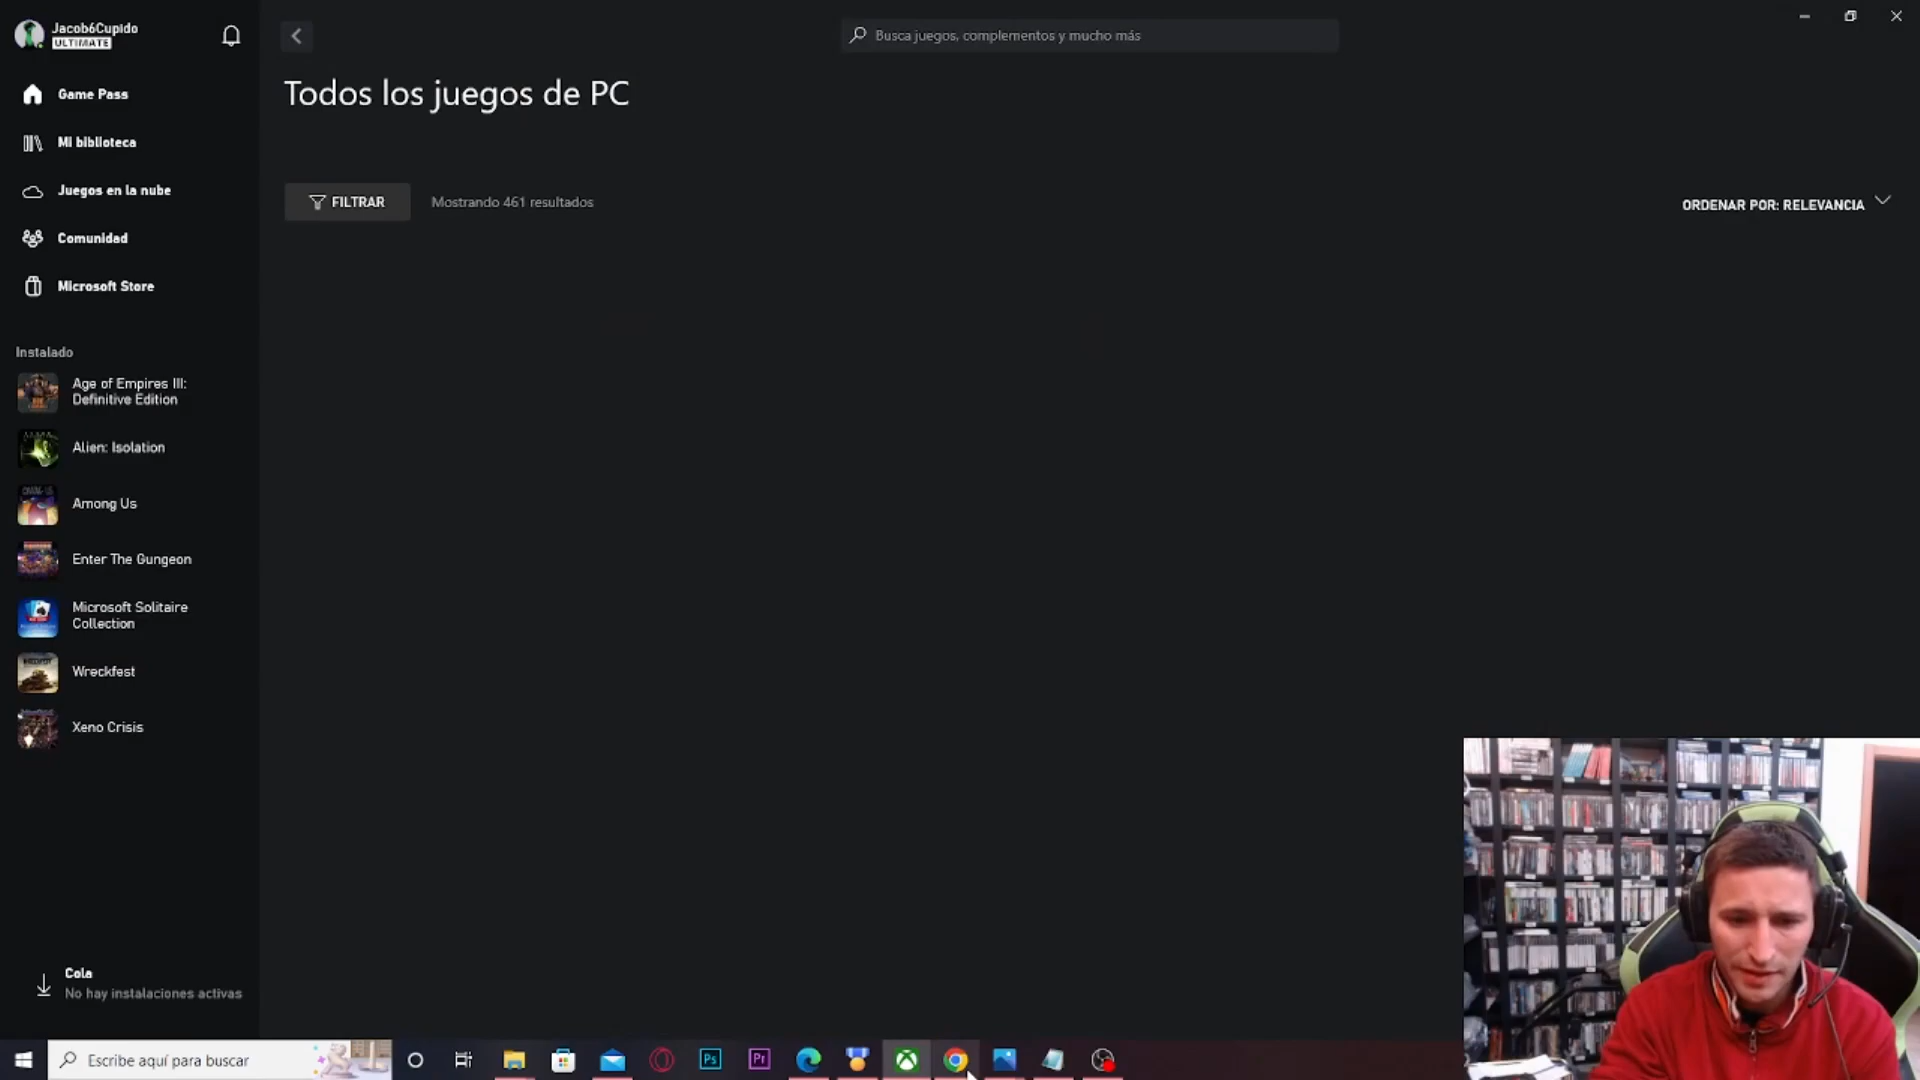 Jacob6Cupido
ULTIMATE
Game Pass
Mi biblioteca
Juegos en la nube
Comunidad
Microsoft Store
Instalado
Age of Empires III:
Definitive Edition
Alien: Isolation
Among Us
Enter The Gungeon
Microsoft Solitaire
Collection
Wreckfest
Xeno Crisis
Cola
No hay instalaciones activas
Busca juegos, complementos y mucho más
Todos los juegos de PC
FILTRAR
Mostrando 461 resultados
ORDENAR POR: RELEVANCIA
Escribe aquí para buscar
Ps
Pr